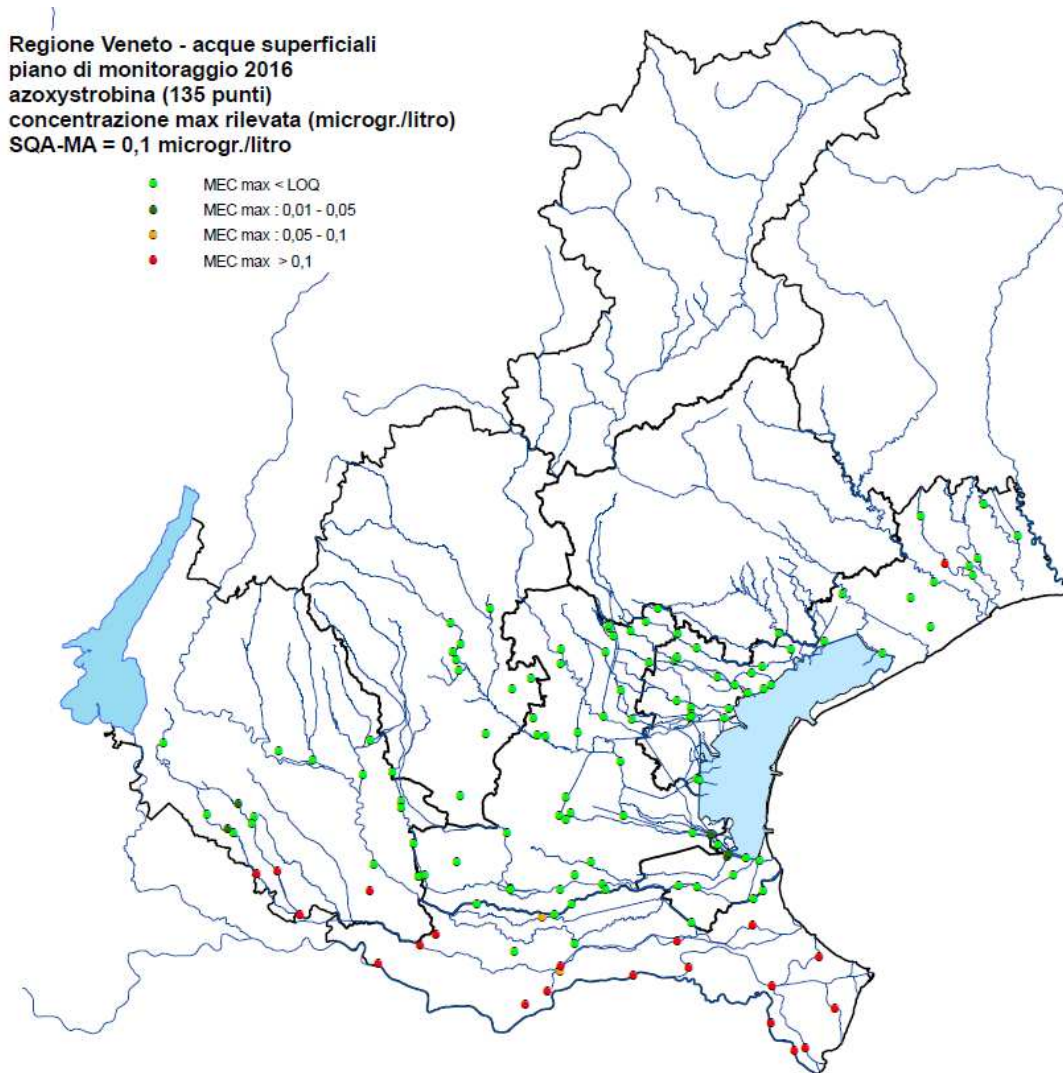 Regione Veneto - acque superficiali
piano di monitoraggio 2016
azoxystrobina (135 punti)
concentrazione max rilevata (microgr./litro)
SQA-MA = 0,1 microgr./litro
MEC max < LOQ
MEC max : 0,01 - 0,05
MEC max : 0,05 - 0,1
MEC max > 0,1